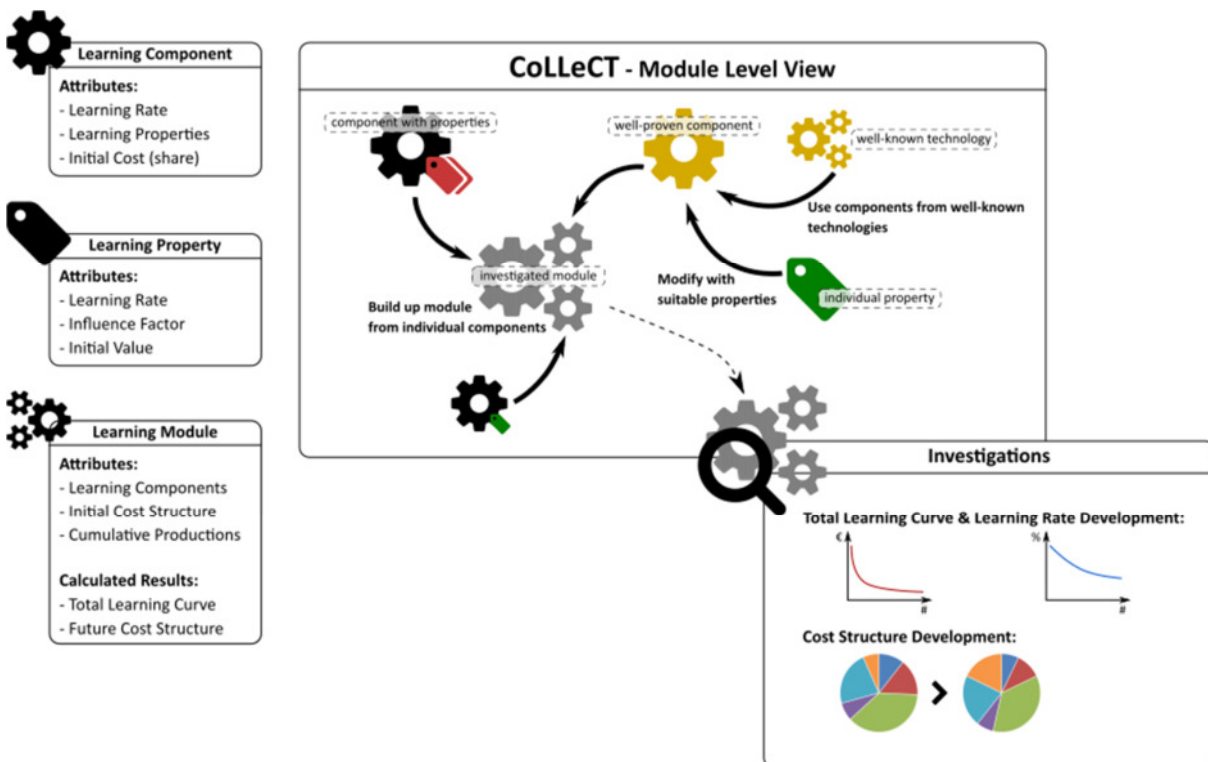 Learning Component
Attributes:
- Learning Rate
- Learning Properties
- Initial Cost (share)
Learning Property
Attributes:
- Learning Rate
- Influence Factor
- Initial Value
Learning Module
Attributes:
- Learning Components
- Initial Cost Structure
- Cumulative Productions
Calculated Results:
- Total Learning Curve
- Future Cost Structure
CoLLeCT - Module Level View
component with properties
well-proven component
well-known technology
Use components from well-known
technologies
investigated module
Modify with
suitable properties
individual property
Build up module
from individual components
Investigations
Total Learning Curve & Learning Rate Development:
€
#
%
#
Cost Structure Development: